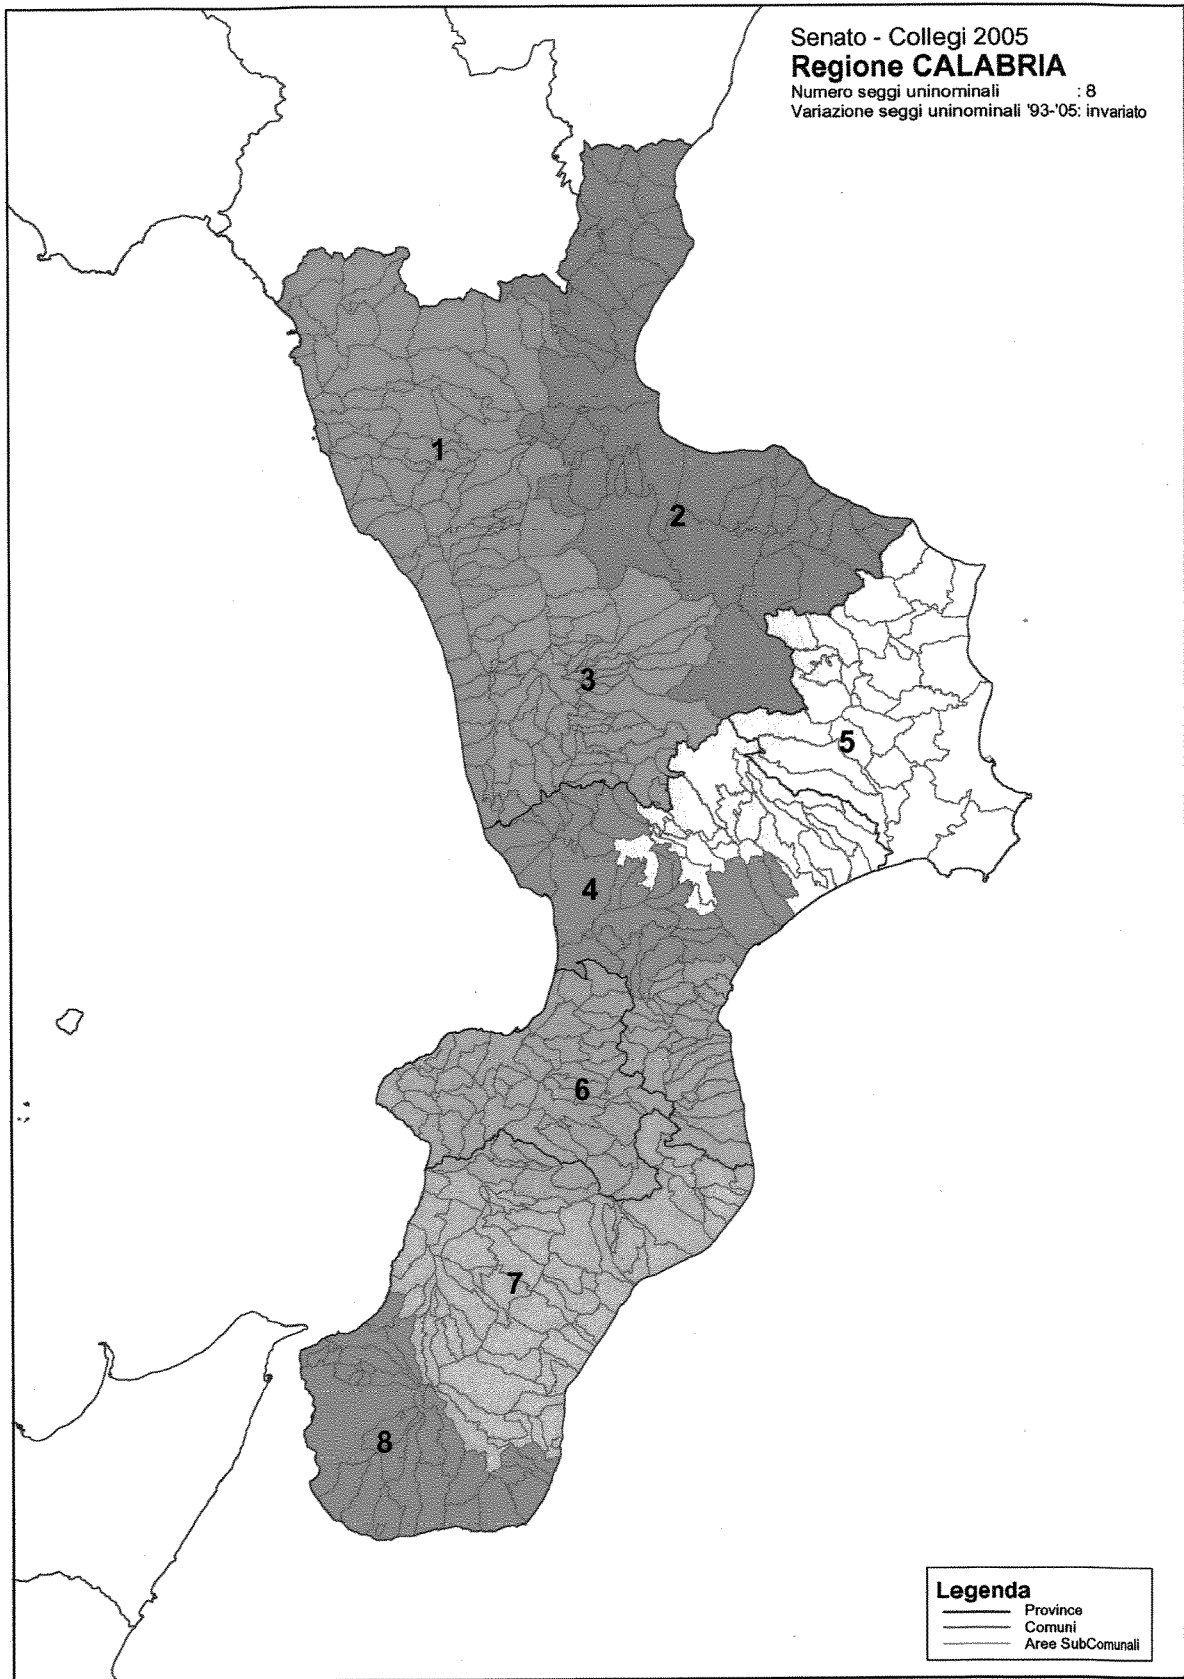 Senato - Collegi 2005
Regione CALABRIA
Numero seggi uninominali : 8
Variazione seggi uninominali '93-'05: invariato
1
2
3
5
4
6
7
8
Legenda
Province
Comuni
Aree SubComunali